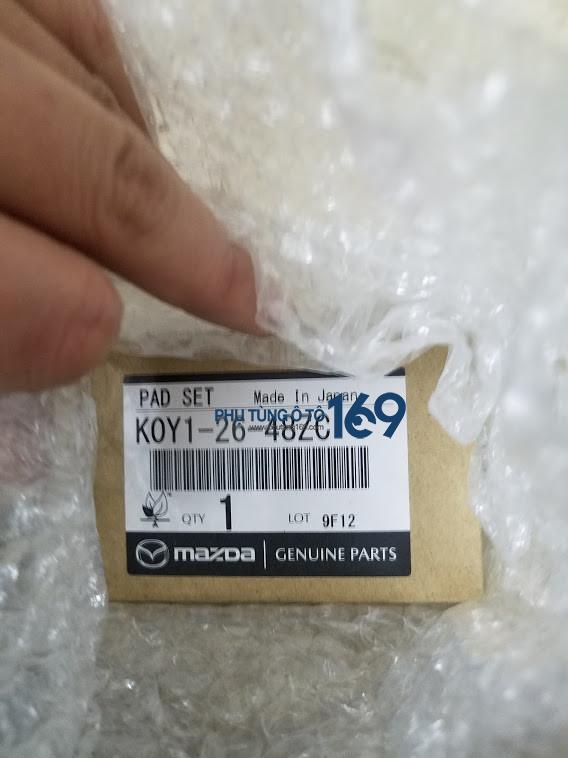 PAD SET Made In Japan
PHỤ TÙNG Ô TÔ 169
K0Y1-26-48ZC
QTY 1 LOT 9F12
mazda GENUINE PARTS